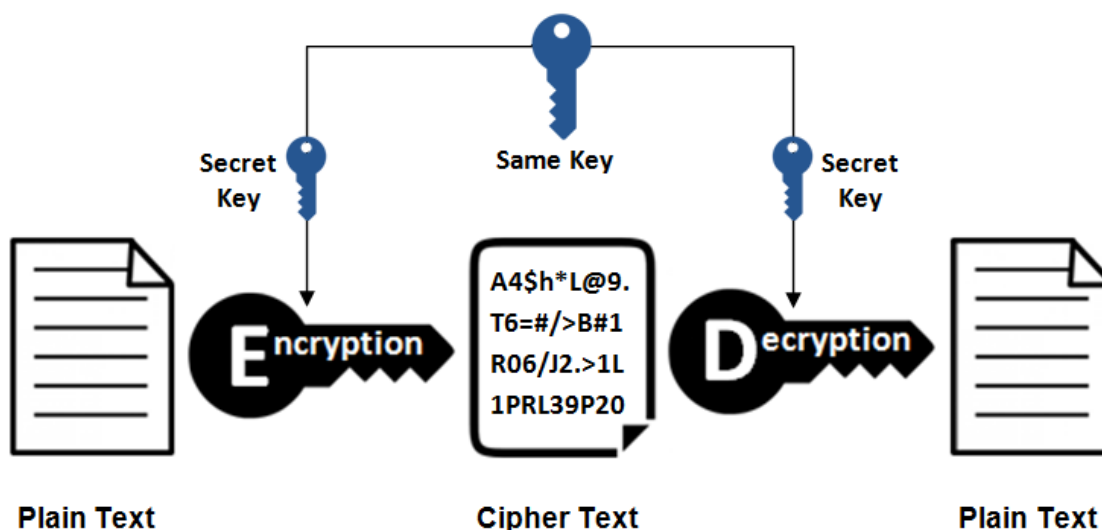 Same Key
Secret
Key
Secret
Key
Encryption
A4$h*L@9.
T6=#/>B#1
R06/J2.>1L
1PRL39P20
Decryption
Plain Text
Cipher Text
Plain Text